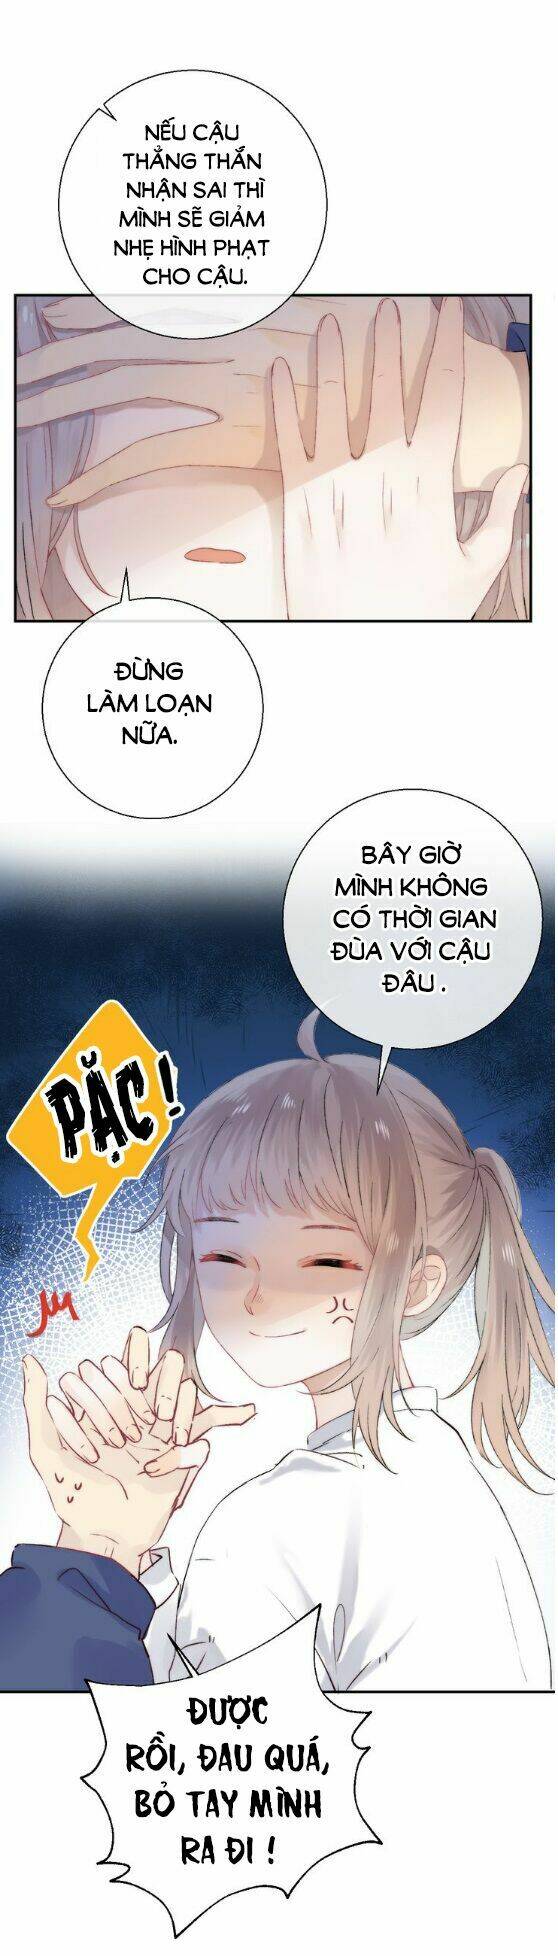 NẾU CẬU
THẲNG THẮN
NHẬN SAI THÌ
MÌNH SẼ GIẢM
NHẸ HÌNH PHẠT
CHO CẬU.
ĐỪNG
LÀM LOẠN
NỮA.
BÂY GIỜ
MÌNH KHÔNG
CÓ THỜI GIAN
ĐÙA VỚI CẬU
ĐÂU.
PẶC!
ĐƯỢC
RỒI, ĐAU QUÁ,
BỎ TAY MÌNH
RA ĐI !